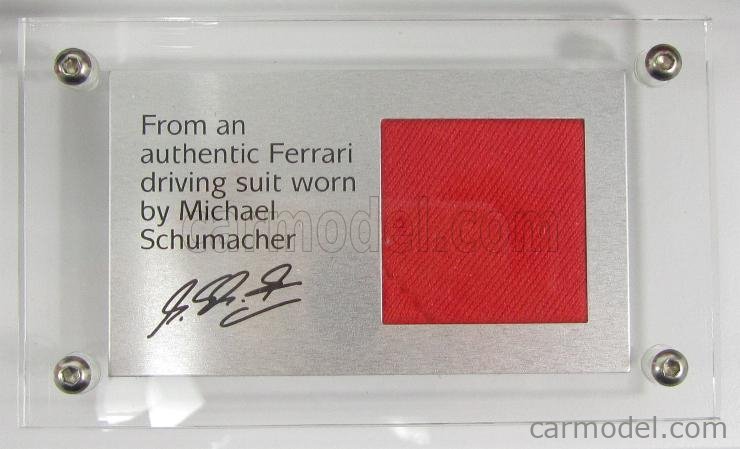 From an
authentic Ferrari
driving suit worn
by Michael
Schumacher
carmodel.com
carmodel.com